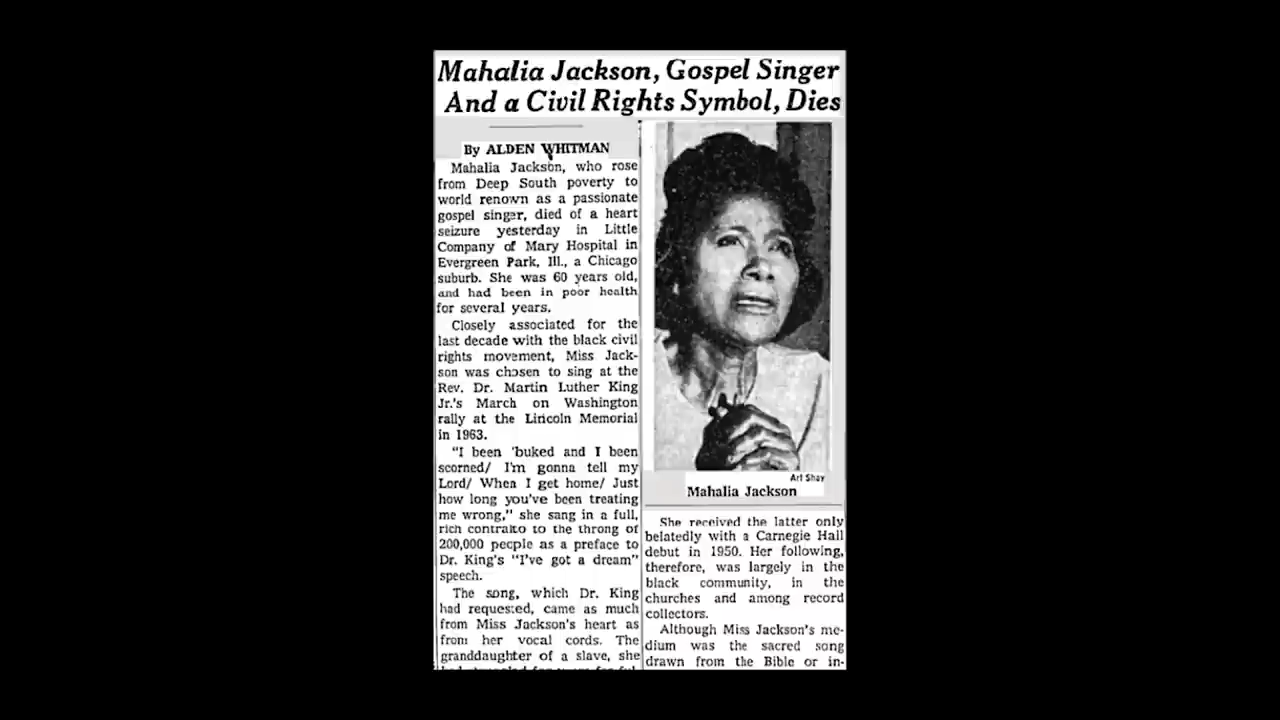 Mahalia Jackson, Gospel Singer
And a Civil Rights Symbol, Dies
By ALDEN WHITMAN
Mahalia Jackson, who rose
from Deep South poverty to
world renown as a passionate
gospel singer, died of a heart
seizure yesterday in Little
Company of Mary Hospital in
Evergreen Park, Ill., a Chicago
suburb. She was 60 years old,
and had been in poor health
for several years.
Closely associated for the
last decade with the black civil
rights movement, Miss Jack-
son was chosen to sing at the
Rev. Dr. Martin Luther King
Jr.'s March on Washington
rally at the Lincoln Memorial
in 1963.
"I been 'buked and I been
scorned/ I'm gonna tell my
Lord/ When I get home/ Just
how long you've been treating
me wrong," she sang in a full,
rich contralto to the throng of
200,000 people as a preface to
Dr. King's "I've got a dream"
speech.
The song, which Dr. King
had requested, came as much
from Miss Jackson's heart as
from her vocal cords. The
granddaughter of a slave, she
Art Shay
Mahalia Jackson
She received the latter only
belatedly with a Carnegie Hall
debut in 1950. Her following,
therefore, was largely in the
black community, in the
churches and among record
collectors.
Although Miss Jackson's me-
dium was the sacred song
drawn from the Bible or in-